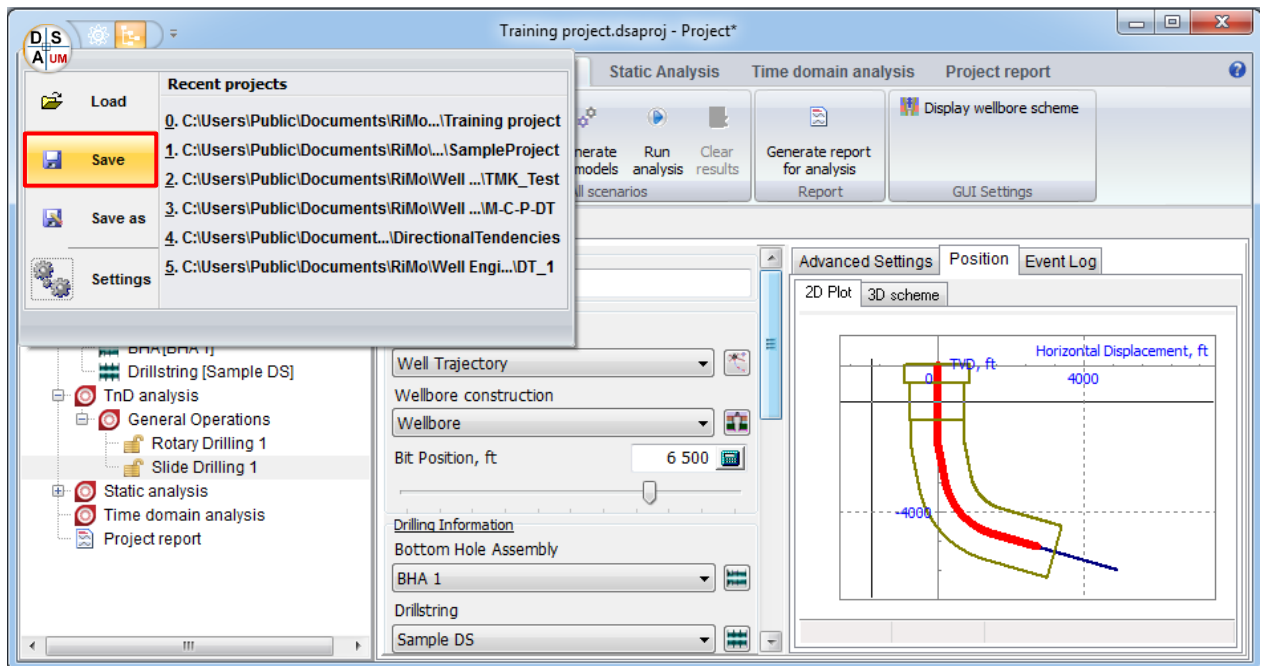 Training project.dsaproj - Project*
D S
A UM
Static Analysis Time domain analysis Project report
Load
Save
Save as
Settings
Recent projects
0. C:\Users\Public\Documents\RiMo...\Training project
1. C:\Users\Public\Documents\RiMo\...\SampleProject
2. C:\Users\Public\Documents\RiMo\Well ...\TMK_Test
3. C:\Users\Public\Documents\RiMo\Well ...\M-C-P-DT
4. C:\Users\Public\Document...\DirectionalTendencies
5. C:\Users\Public\Documents\RiMo\Well Engi...\DT_1
nerate Run Clear
models analysis results
ll scenarios
Generate report
for analysis
Report
Display wellbore scheme
GUI Settings
BHA [BHA 1]
Drillstring [Sample DS]
TnD analysis
General Operations
Rotary Drilling 1
Slide Drilling 1
Static analysis
Time domain analysis
Project report
Well Trajectory
Wellbore construction
Wellbore
Bit Position, ft 6 500
Drilling Information
Bottom Hole Assembly
BHA 1
Drillstring
Sample DS
Advanced Settings Position Event Log
2D Plot 3D scheme
Horizontal Displacement, ft
TVD, ft
0 4000
-4000